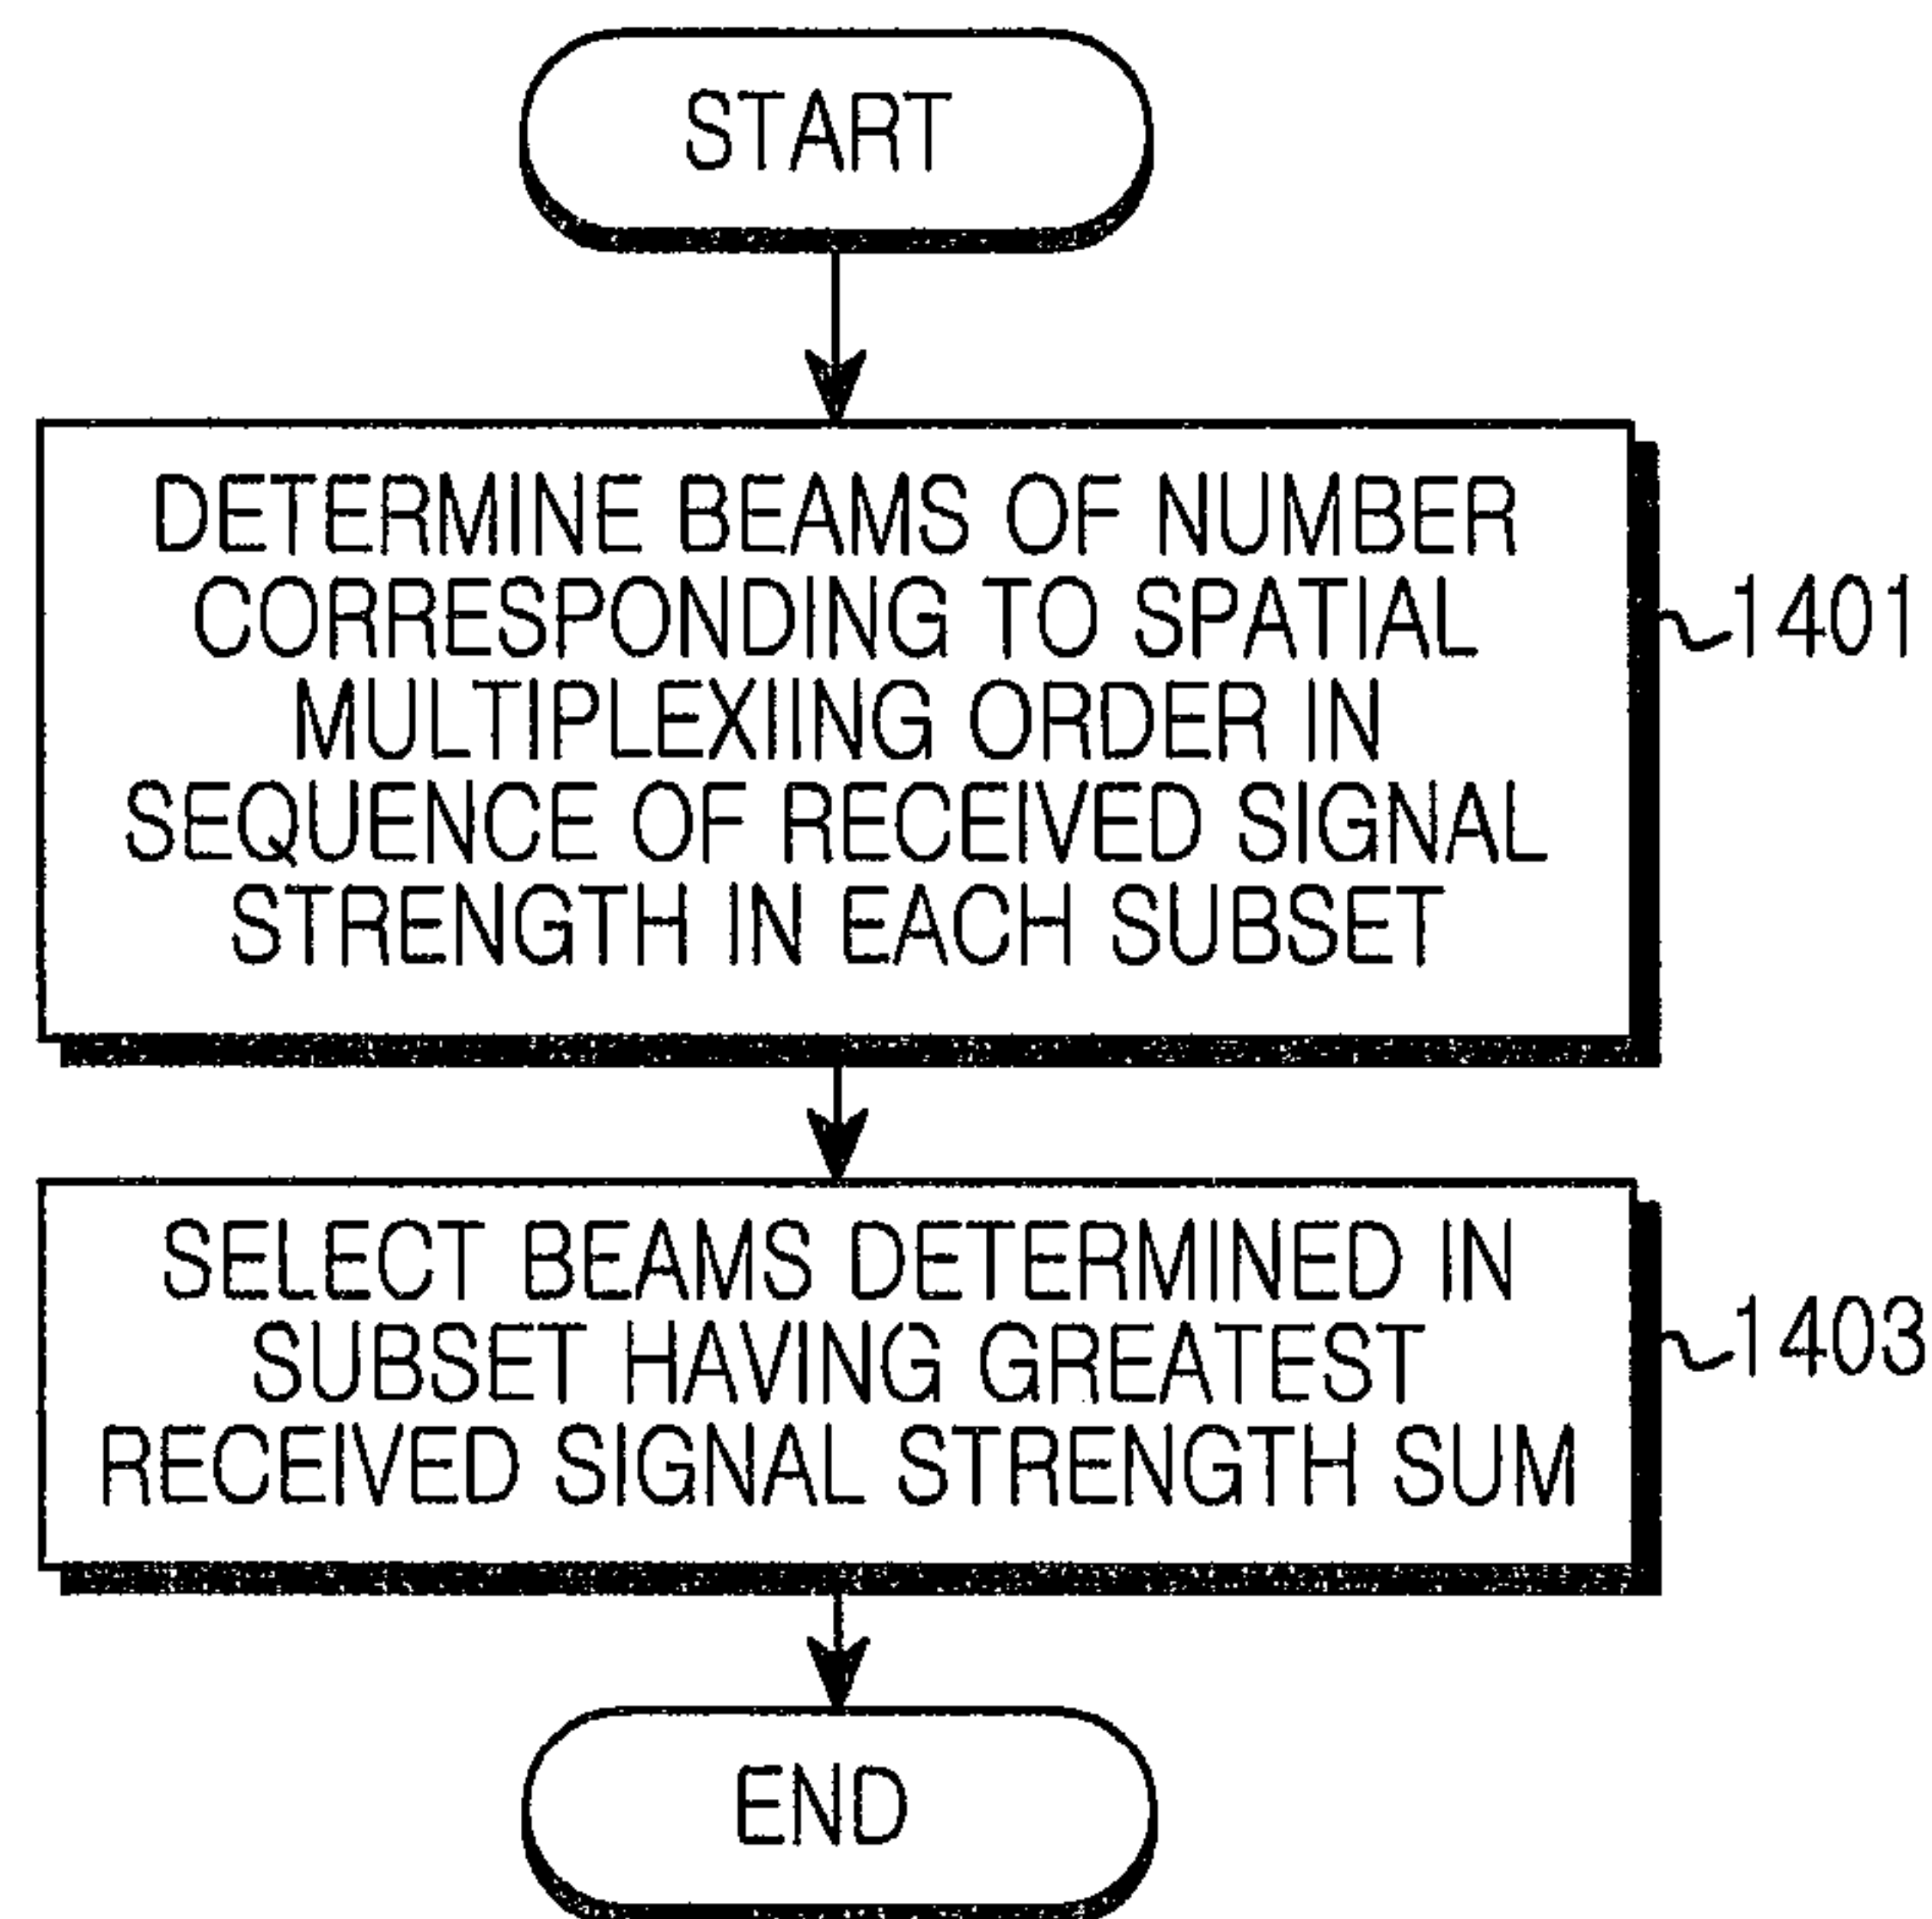 START
DETERMINE BEAMS OF NUMBER
CORRESPONDING TO SPATIAL
MULTIPLEXIING ORDER IN
SEQUENCE OF RECEIVED SIGNAL
STRENGTH IN EACH SUBSET
1401
SELECT BEAMS DETERMINED IN
SUBSET HAVING GREATEST
RECEIVED SIGNAL STRENGTH SUM
1403
END